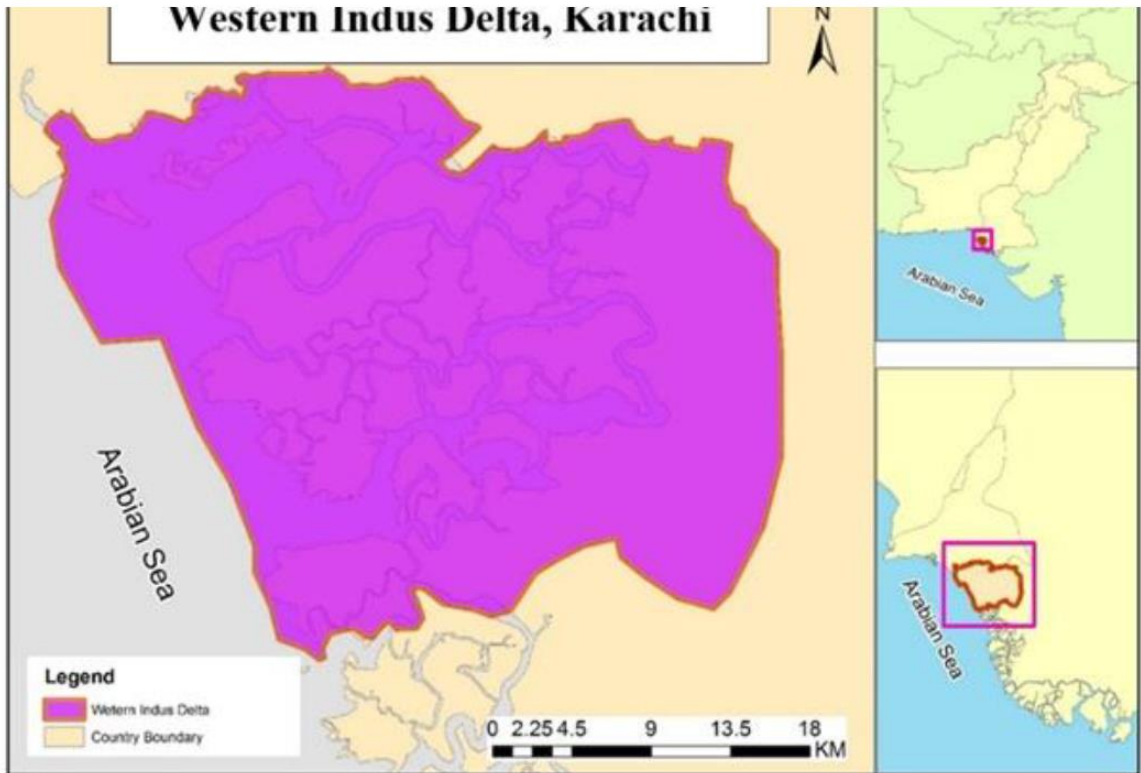 Western Indus Delta, Karachi
N
Arabian Sea
Arabian Sea
Arabian Sea
Legend
Wetern Indus Delta
Country Boundary
0 2.25 4.5 9 13.5 18
KM